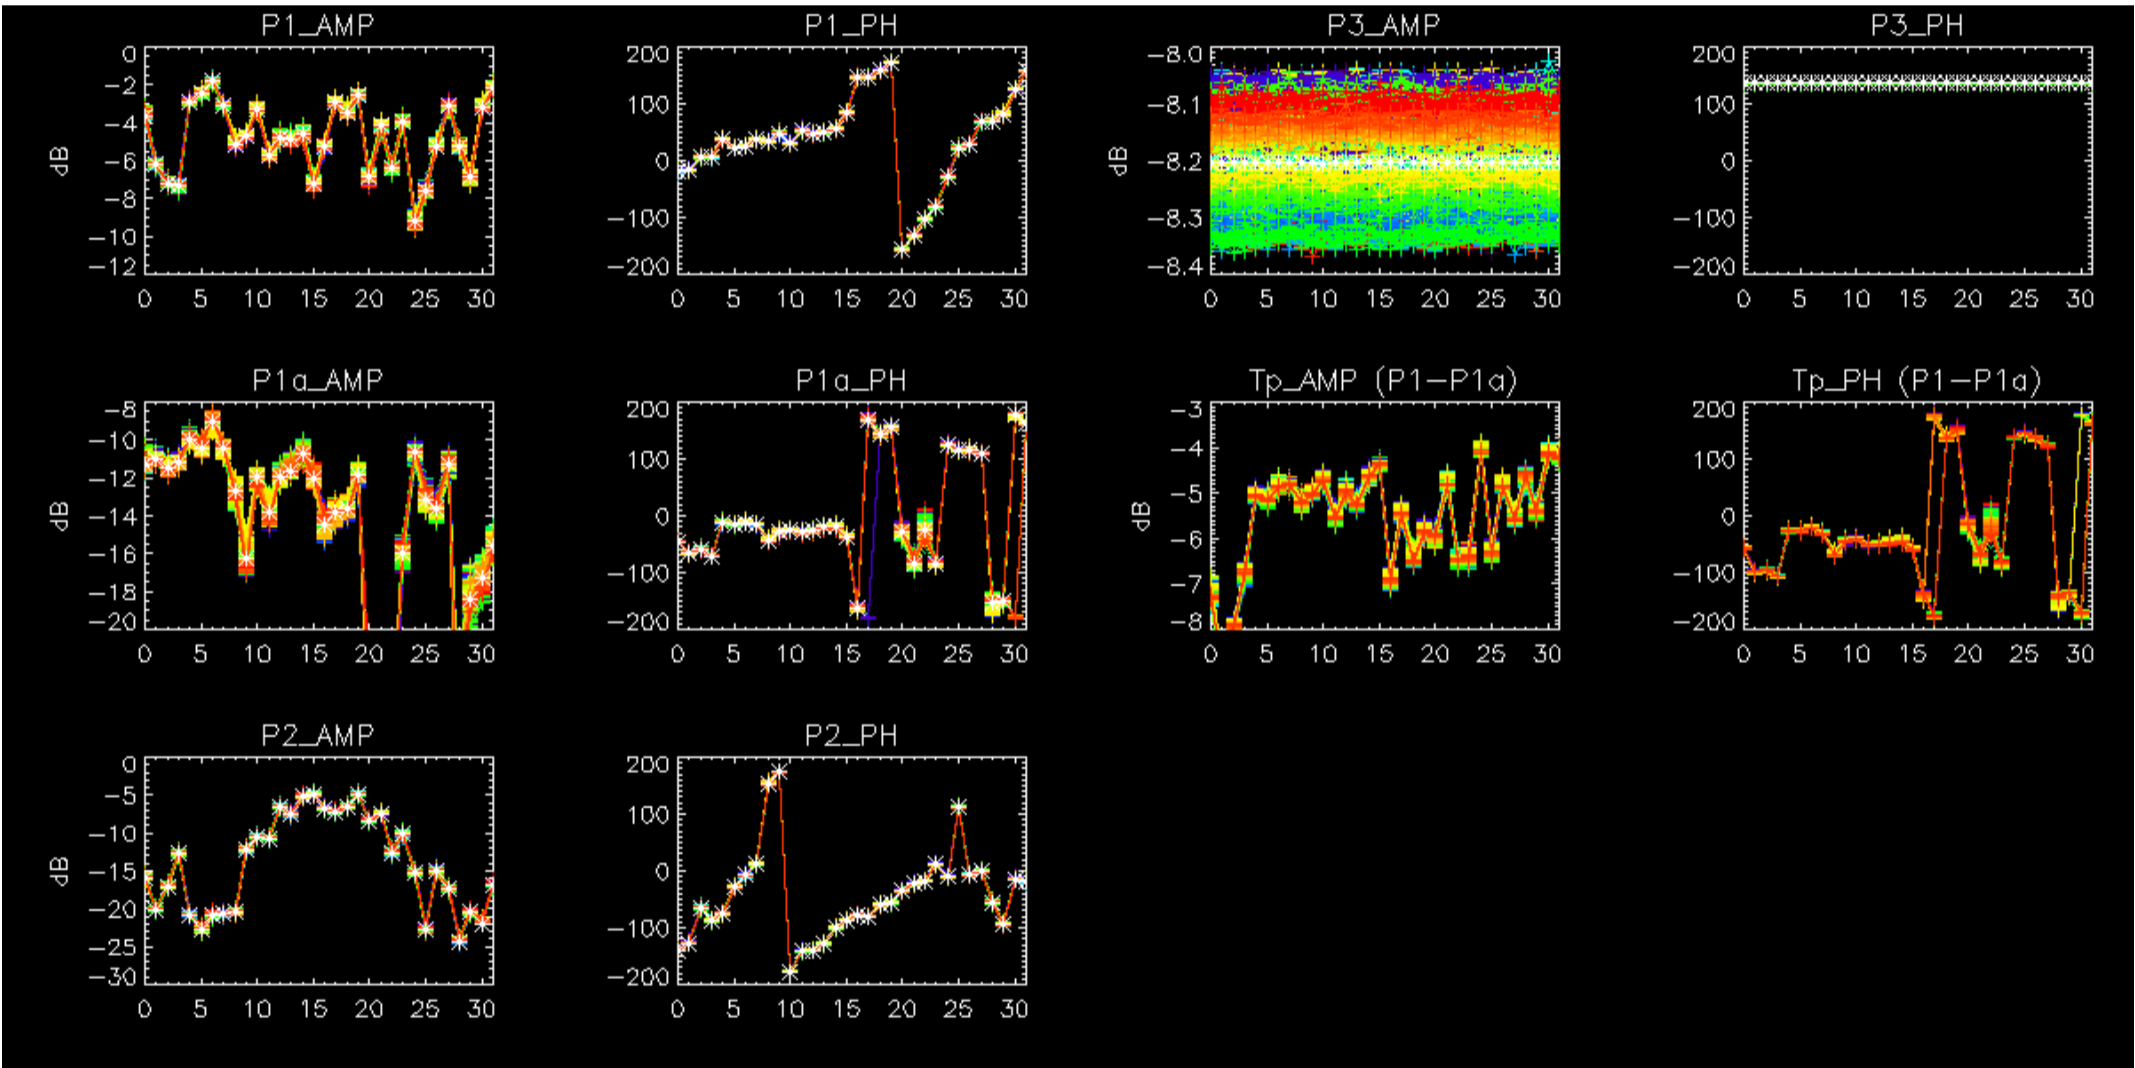 P1_AMP P1_PH P3_AMP P3_PH
0 200 -8.0 200
-2 100 -8.1 100
-4 0 -8.2 0
-6 -100 -8.3 -100
-8 -200 -8.4 -200
-10
-12
dB dB
0 5 10 15 20 25 30 0 5 10 15 20 25 30 0 5 10 15 20 25 30 0 5 10 15 20 25 30
P1a_AMP P1a_PH Tp_AMP (P1-P1a) Tp_PH (P1-P1a)
-8 200 -3 200
-10 100 -4 100
-12 0 -5 0
-14 -100 -6 -100
-16 -200 -7 -200
-18 -8
-20
dB dB
0 5 10 15 20 25 30 0 5 10 15 20 25 30 0 5 10 15 20 25 30 0 5 10 15 20 25 30
P2_AMP P2_PH
0 200
-5 100
-10 0
-15 -100
-20 -200
-25
-30
dB
0 5 10 15 20 25 30 0 5 10 15 20 25 30